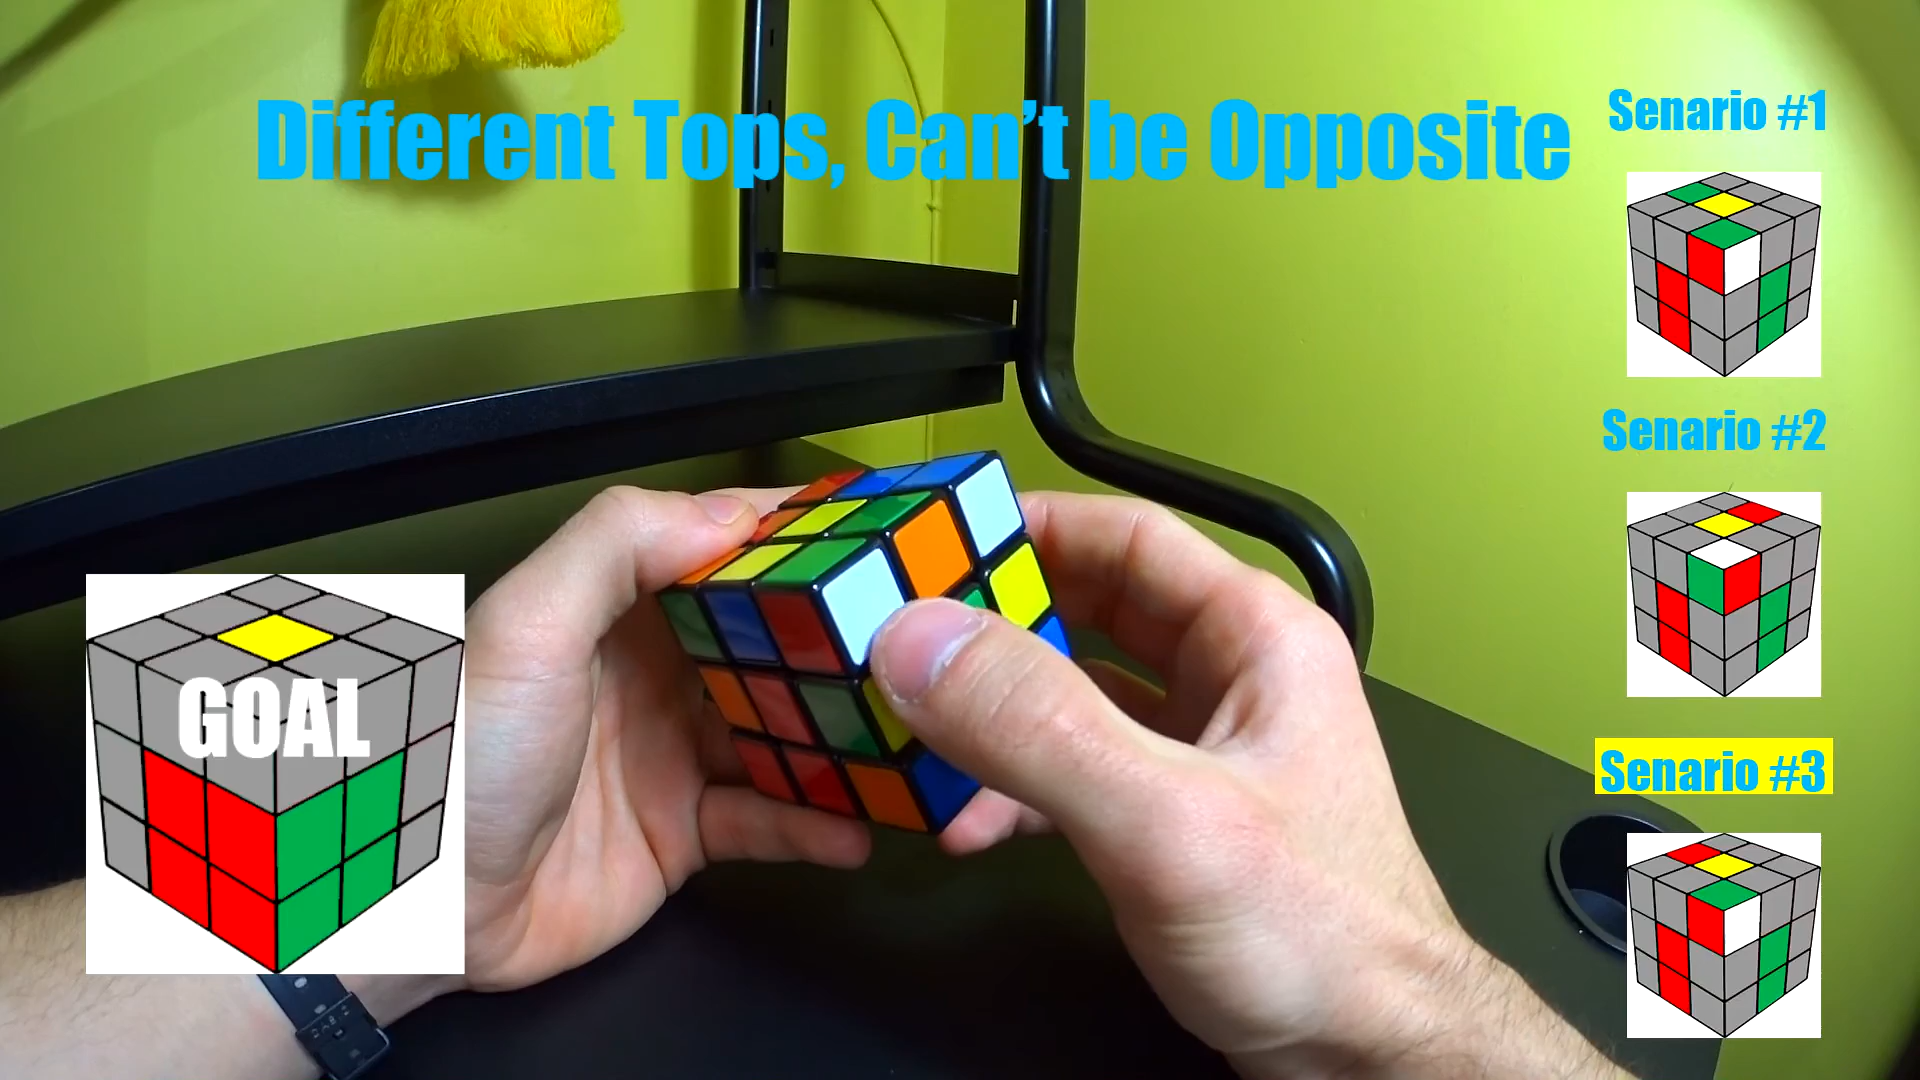 Different Tops, Can't be Opposite
Senario #1
Senario #2
GOAL
Senario #3